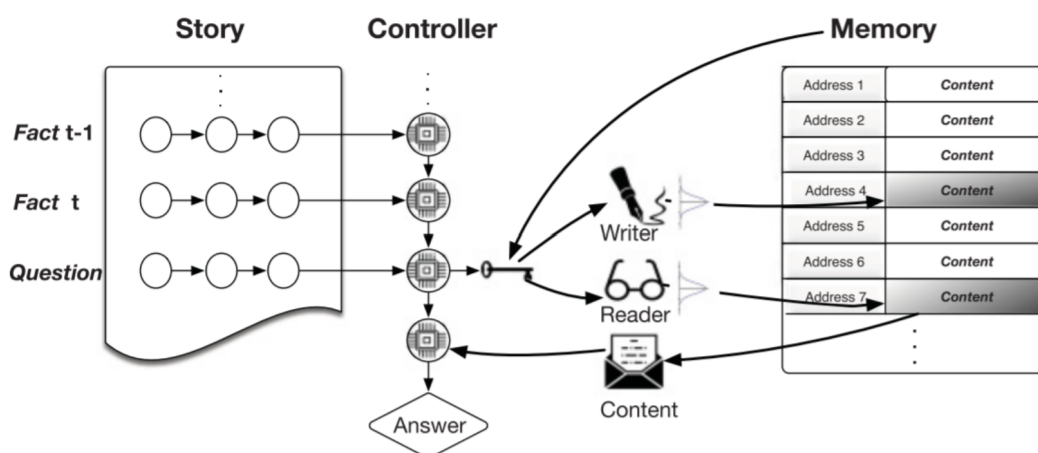 Story
Controller
Memory
Fact t-1
Fact t
Question
Writer
Reader
Content
Answer
Address 1 Content
Address 2 Content
Address 3 Content
Address 4 Content
Address 5 Content
Address 6 Content
Address 7 Content